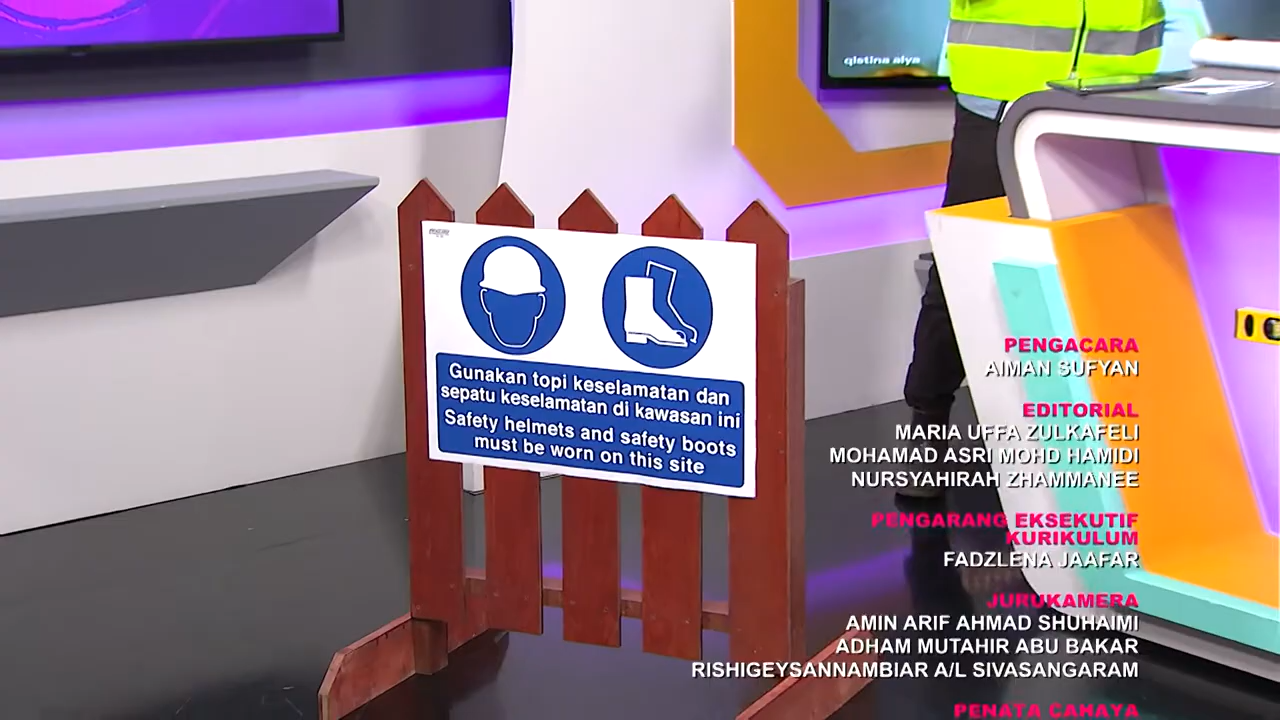 qistina alya
Gunakan topi keselamatan dan
sepatu keselamatan di kawasan ini
Safety helmets and safety boots
must be worn on this site
PENGACARA
AIMAN SUFYAN
EDITORIAL
MARIA UFFA ZULKAFELI
MOHAMAD ASRI MOHD HAMIDI
NURSYAHIRAH ZHAMMANEE
PENGARANG EKSEKUTIF
KURIKULUM
FADZLENA JAAFAR
JURUKAMERA
AMIN ARIF AHMAD SHUHAIMI
ADHAM MUTAHIR ABU BAKAR
RISHIGEYSANNAMBIAR A/L SIVASANGARAM
PENATA CAHAYA